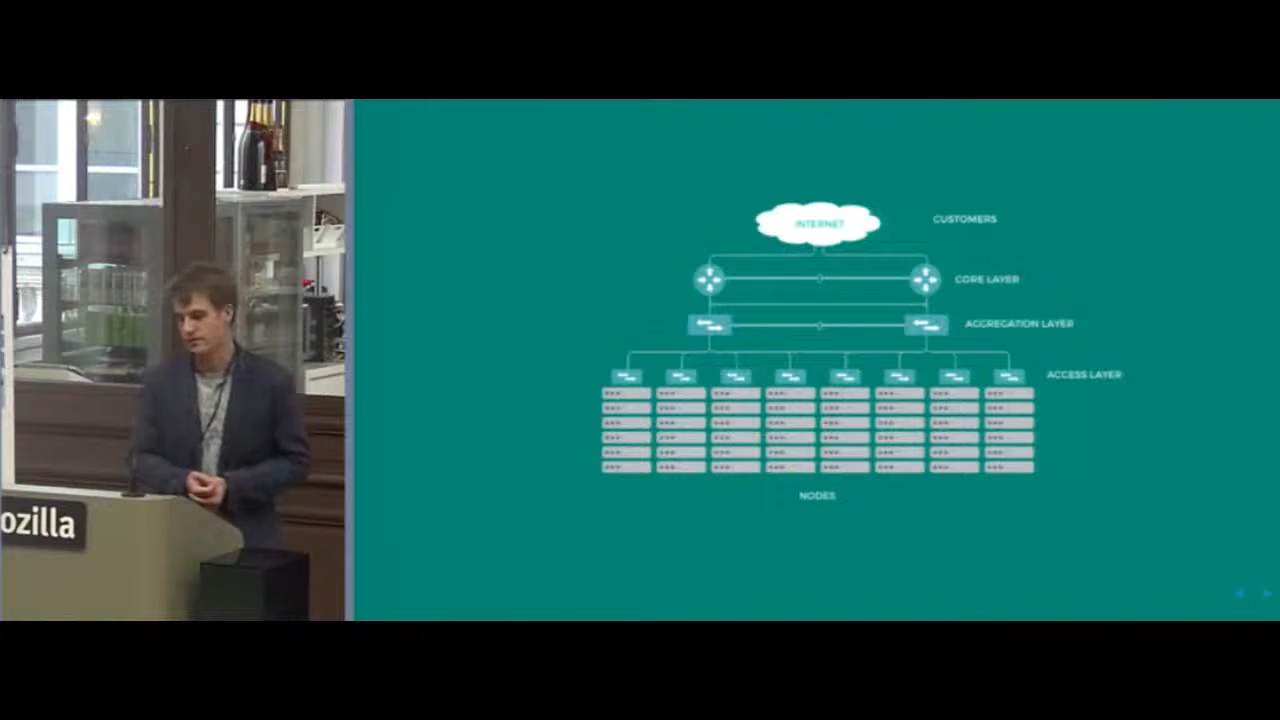 ozilla
INTERNET
CUSTOMERS
CORE LAYER
AGGREGATION LAYER
ACCESS LAYER
NODES